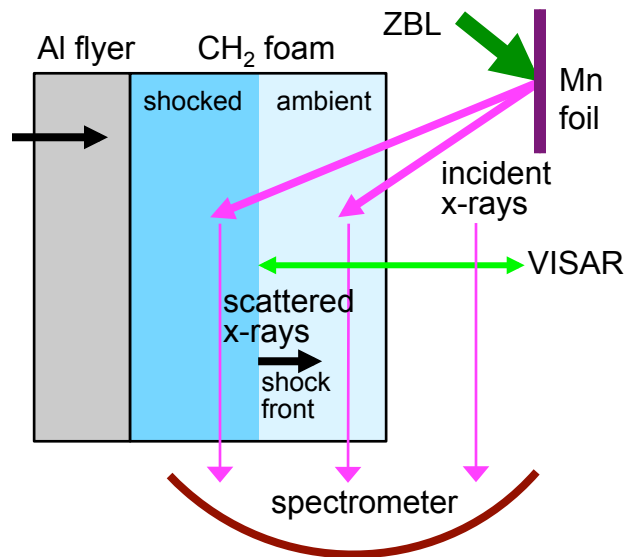 ZBL
Al flyer
CH₂ foam
Mn
foil
shocked
ambient
incident
x-rays
VISAR
scattered
x-rays
shock
front
spectrometer